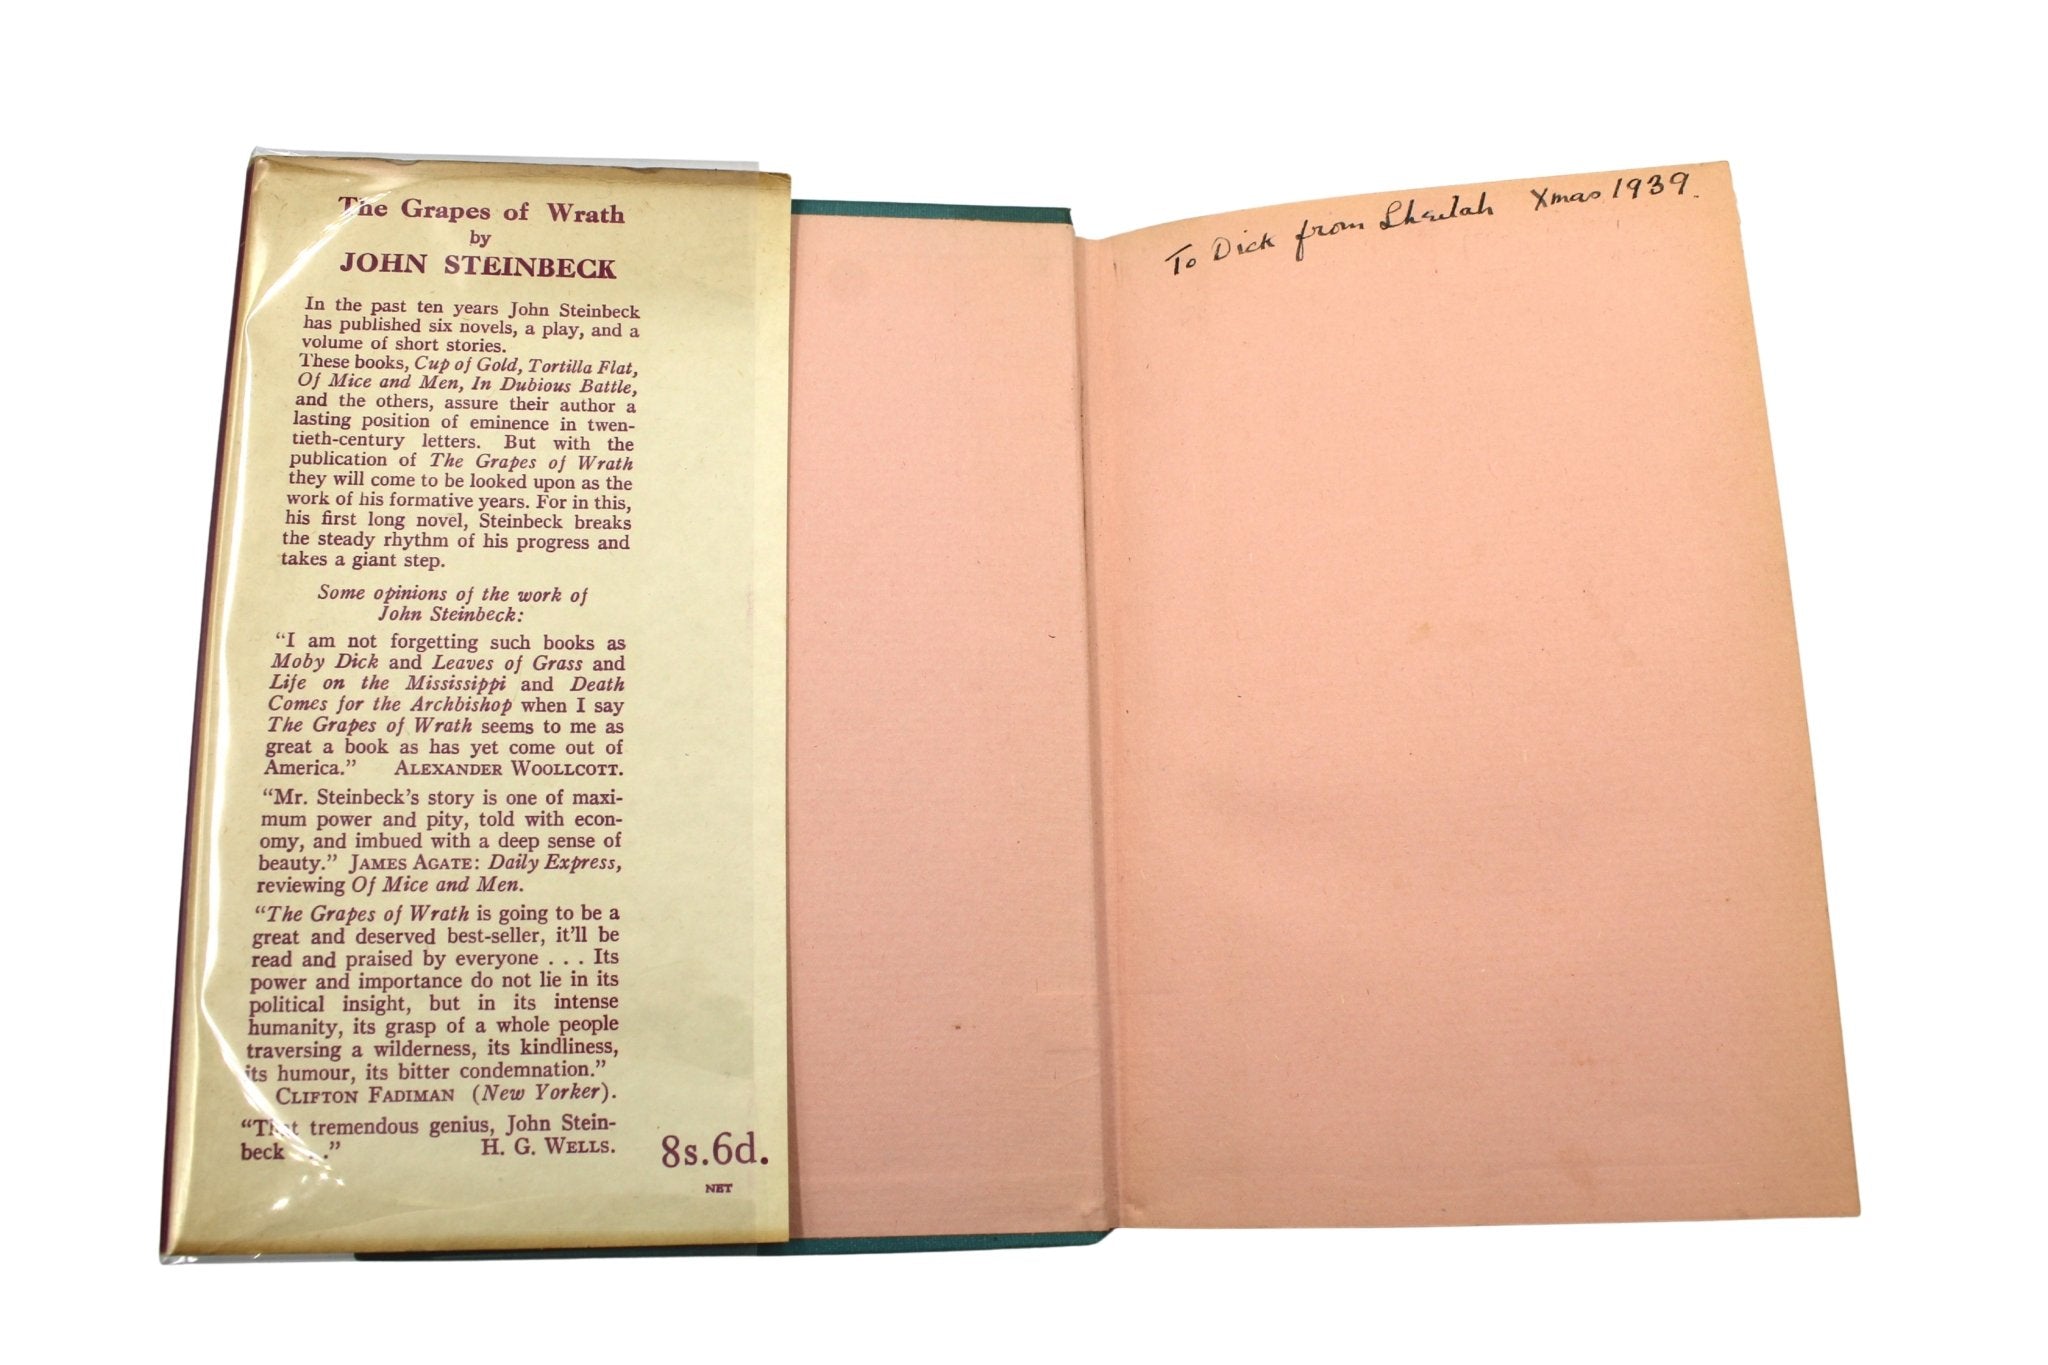 The Grapes of Wrath
by
JOHN STEINBECK
In the past ten years John Steinbeck
has published six novels, a play, and a
volume of short stories.
These books, Cup of Gold, Tortilla Flat,
Of Mice and Men, In Dubious Battle,
and the others, assure their author a
lasting position of eminence in twen-
tieth-century letters. But with the
publication of The Grapes of Wrath
they will come to be looked upon as the
work of his formative years. For in this,
his first long novel, Steinbeck breaks
the steady rhythm of his progress and
takes a giant step.
Some opinions of the work of
John Steinbeck:
“I am not forgetting such books as
Moby Dick and Leaves of Grass and
Life on the Mississippi and Death
Comes for the Archbishop when I say
The Grapes of Wrath seems to me as
great a book as has yet come out of
America.” ALEXANDER WOOLLCOTT.
“Mr. Steinbeck’s story is one of maxi-
mum power and pity, told with econ-
omy, and imbued with a deep sense of
beauty.” JAMES AGATE: Daily Express,
reviewing Of Mice and Men.
“The Grapes of Wrath is going to be a
great and deserved best-seller, it’ll be
read and praised by everyone . . . Its
power and importance do not lie in its
political insight, but in its intense
humanity, its grasp of a whole people
traversing a wilderness, its kindliness,
its humour, its bitter condemnation.”
CLIFTON FADIMAN (New Yorker).
“That tremendous genius, John Stein-
beck . . .” H. G. WELLS.
8s.6d.
NET
To Dick from Sheilah Xmas 1939.